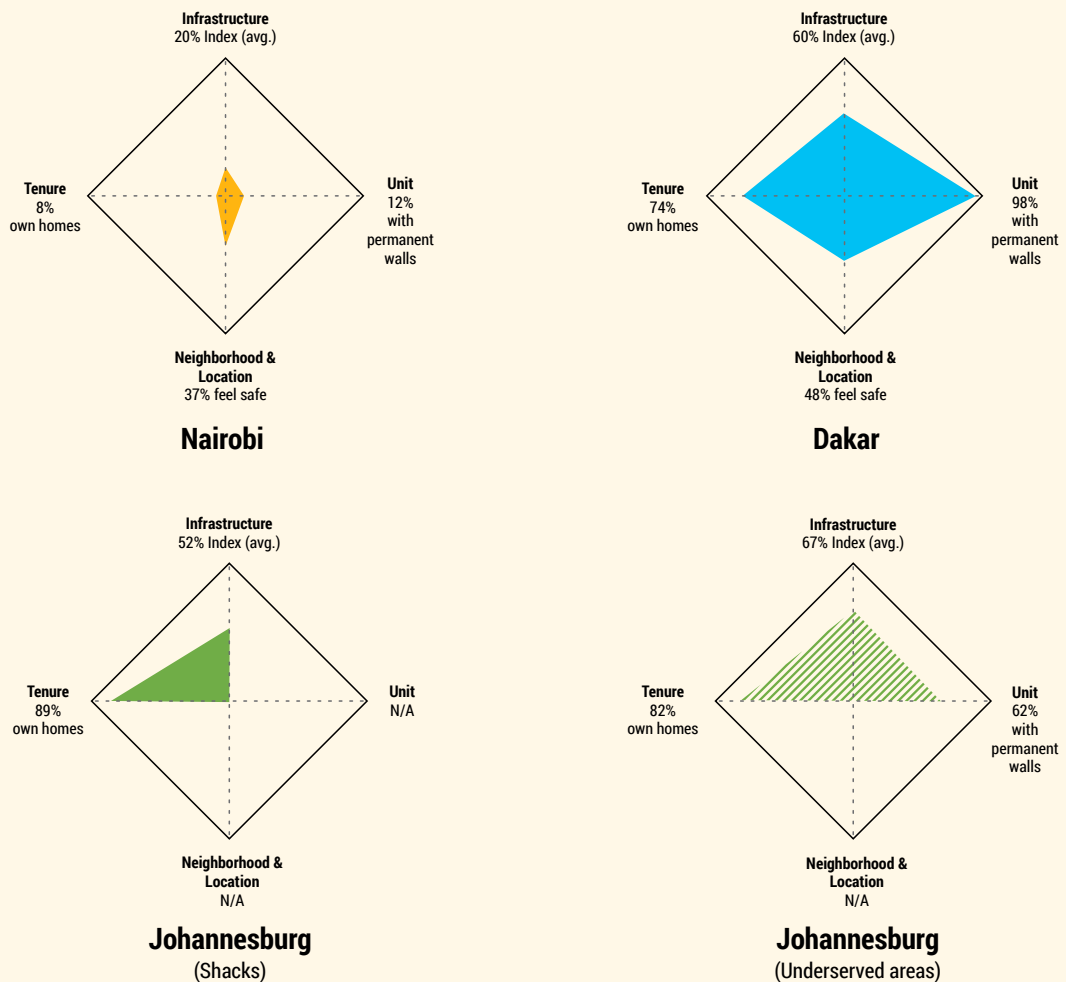 Infrastructure
20% Index (avg.)
Tenure
8%
own homes
Unit
12%
with
permanent
walls
Neighborhood &
Location
37% feel safe
Nairobi
Infrastructure
60% Index (avg.)
Tenure
74%
own homes
Unit
98%
with
permanent
walls
Neighborhood &
Location
48% feel safe
Dakar
Infrastructure
52% Index (avg.)
Tenure
89%
own homes
Unit
N/A
Neighborhood &
Location
N/A
Johannesburg
(Shacks)
Infrastructure
67% Index (avg.)
Tenure
82%
own homes
Unit
62%
with
permanent
walls
Neighborhood &
Location
N/A
Johannesburg
(Underserved areas)